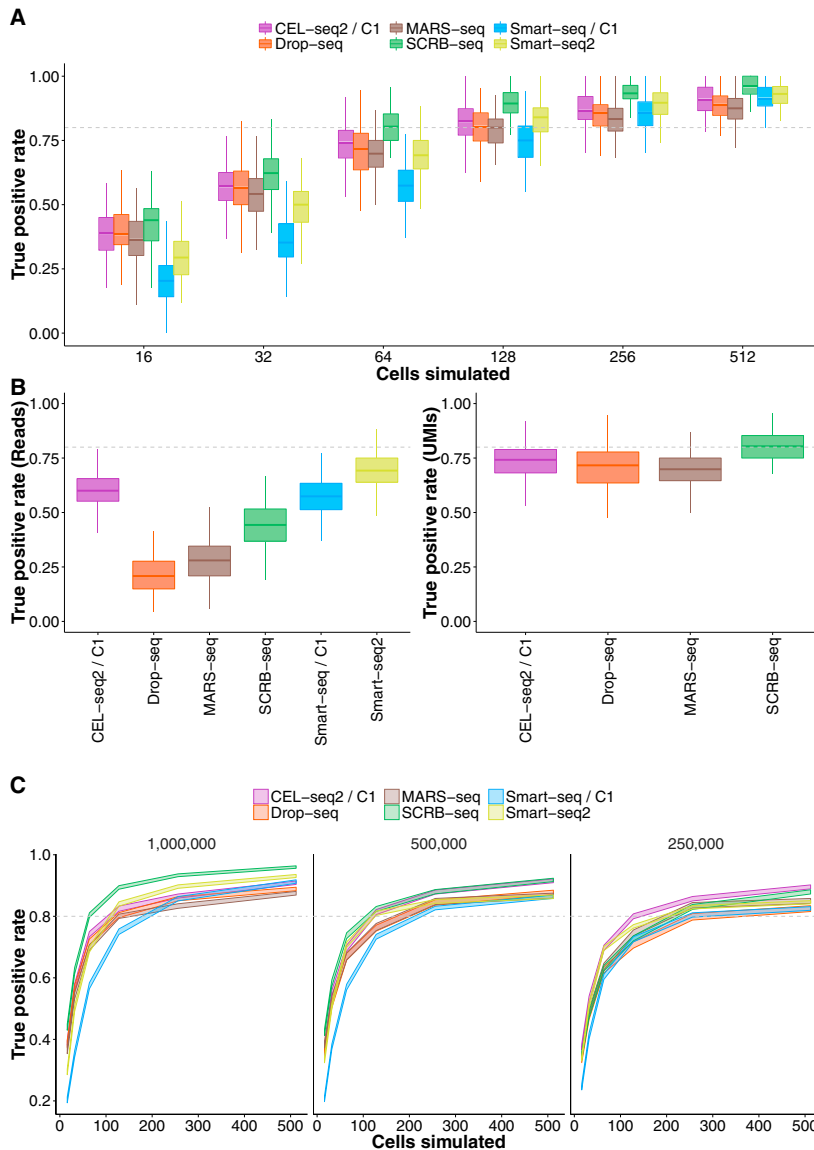 A
CEL-seq2 / C1 MARS-seq Smart-seq / C1
Drop-seq SCRB-seq Smart-seq2
True positive rate
1.00
0.75
0.50
0.25
0.00
16 32 64 128 256 512
Cells simulated
B
True positive rate (Reads)
1.00
0.75
0.50
0.25
0.00
CEL-seq2 / C1
Drop-seq
MARS-seq
SCRB-seq
Smart-seq / C1
Smart-seq2
True positive rate (UMIs)
1.00
0.75
0.50
0.25
0.00
CEL-seq2 / C1
Drop-seq
MARS-seq
SCRB-seq
C
CEL-seq2 / C1 MARS-seq Smart-seq / C1
Drop-seq SCRB-seq Smart-seq2
1,000,000 500,000 250,000
True positive rate
1.0
0.8
0.6
0.4
0.2
0 100 200 300 400 500 0 100 200 300 400 500 0 100 200 300 400 500
Cells simulated